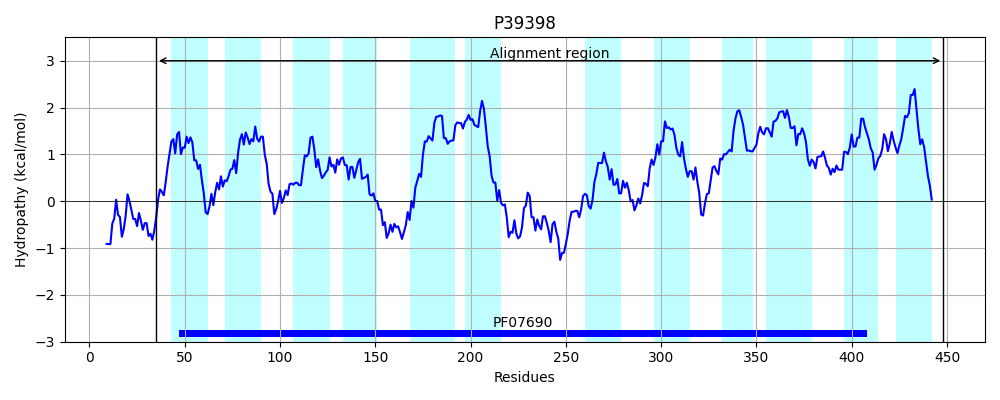 P39398
Alignment region
3
2
1
0
−1
−2
−3
Hydropathy (kcal/mol)
PF07690
0 50 100 150 200 250 300 350 400 450
Residues